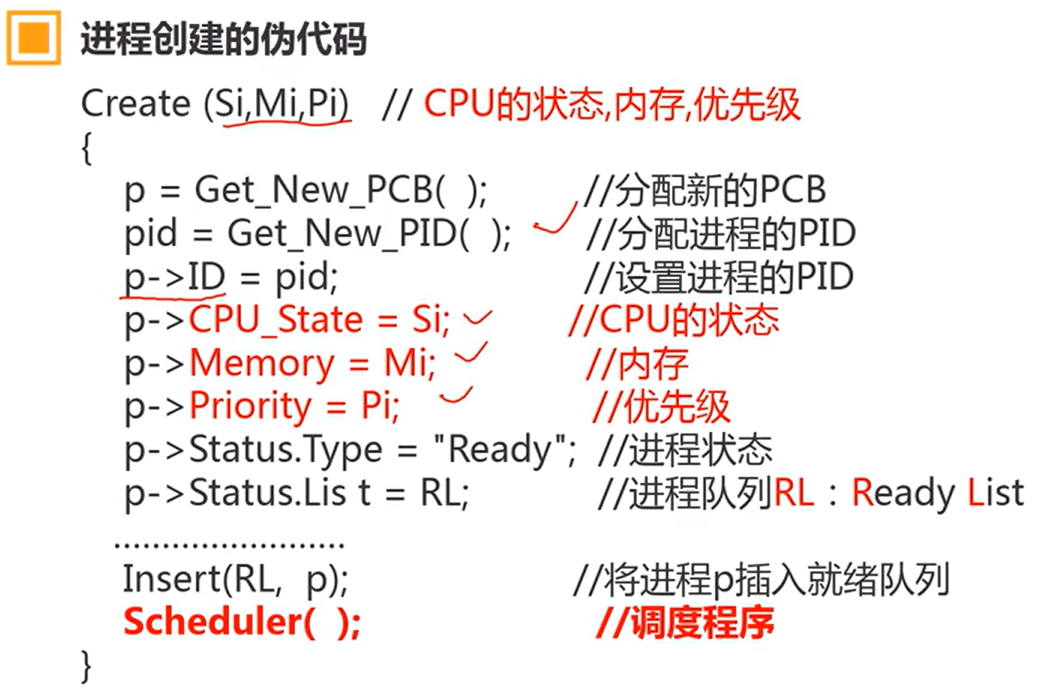 进程创建的伪代码
Create (Si,Mi,Pi) // CPU的状态,内存,优先级
{
p = Get_New_PCB( ); //分配新的PCB
pid = Get_New_PID( ); //分配进程的PID
p->ID = pid; //设置进程的PID
p->CPU_State = Si; //CPU的状态
p->Memory = Mi; //内存
p->Priority = Pi; //优先级
p->Status.Type = "Ready"; //进程状态
p->Status.Lis t = RL; //进程队列RL：Ready List
........................
Insert(RL, p); //将进程p插入就绪队列
Scheduler( ); //调度程序
}